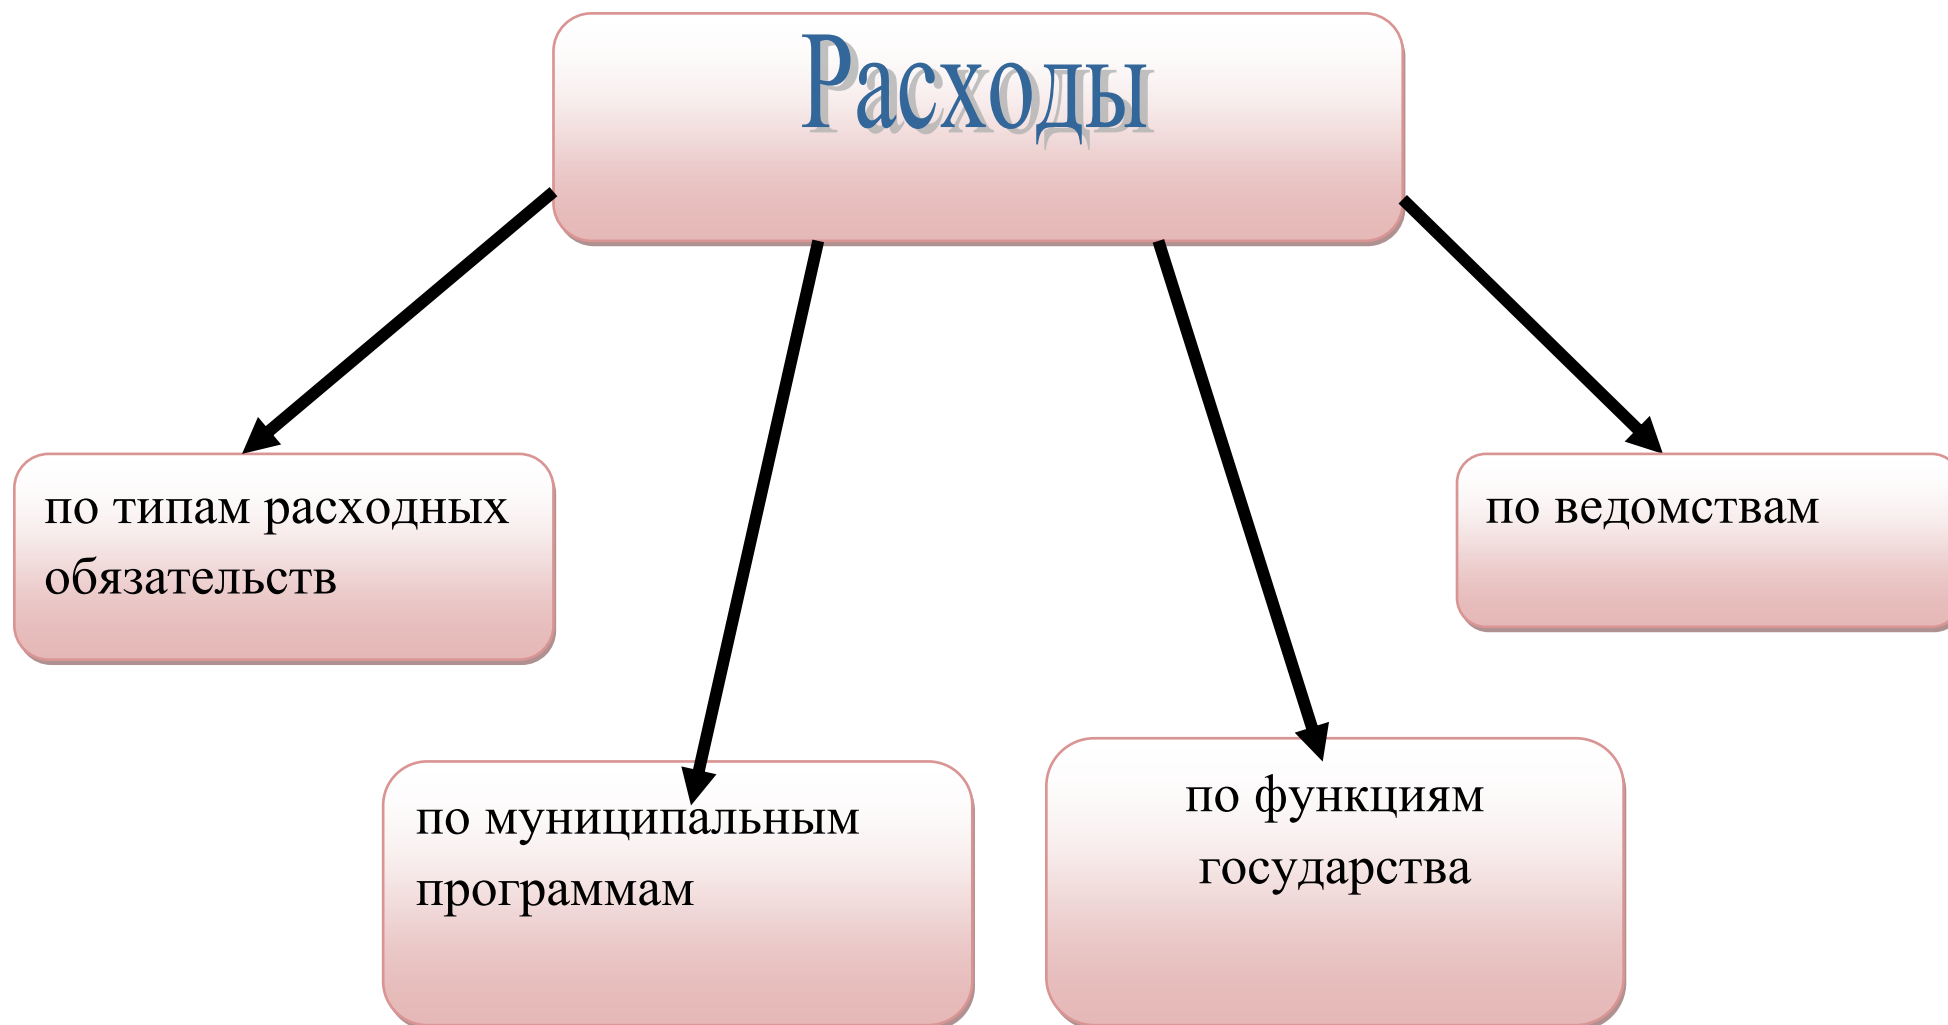 Расходы
по типам расходных
обязательств
по ведомствам
по муниципальным
программам
по функциям
государства